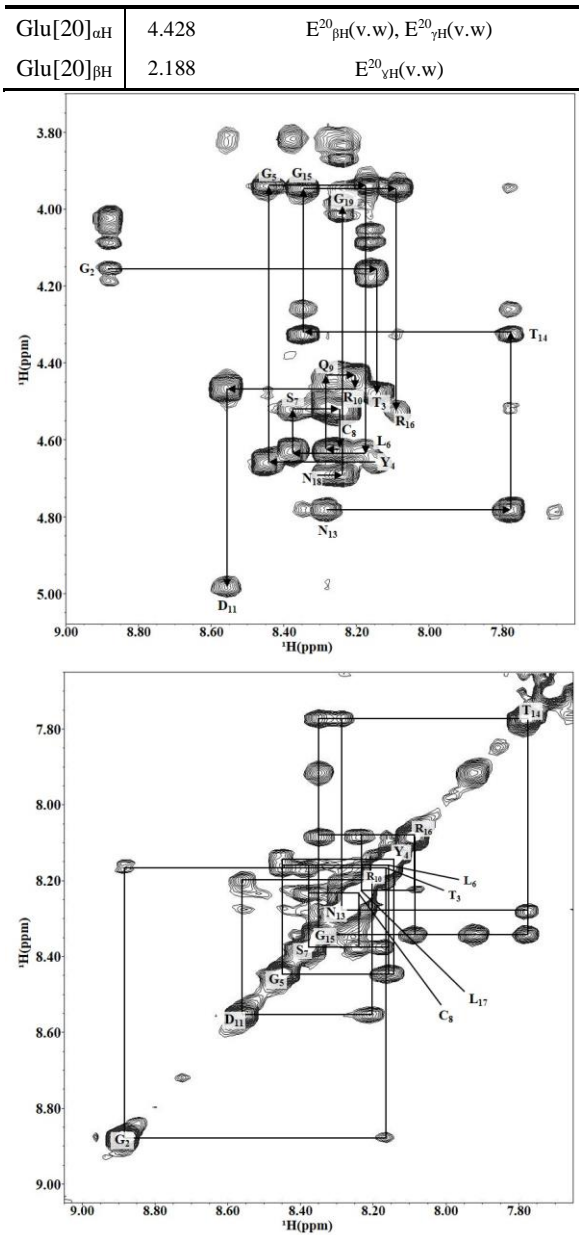 Glu[20]αH 4.428 E²⁰βH(v.w), E²⁰γH(v.w)
Glu[20]βH 2.188 E²⁰γH(v.w)
3.80
4.00
4.20
4.40
4.60
4.80
5.00
¹H(ppm)
G₅ G₁₅
G₁₉
G₂
T₁₄
Q₉
S₇ R₁₀ T₃ R₁₆
C₈ L₆
Y₄
N₁₈
N₁₃
D₁₁
9.00 8.80 8.60 8.40 8.20 8.00 7.80
¹H(ppm)
7.80
8.00
8.20
8.40
8.60
8.80
9.00
¹H(ppm)
T₁₄
R₁₆
Y₄
L₆
R₁₀ T₃
N₁₃
G₁₅
S₇
G₅
L₁₇
D₁₁ C₈
G₂
9.00 8.80 8.60 8.40 8.20 8.00 7.80
¹H(ppm)